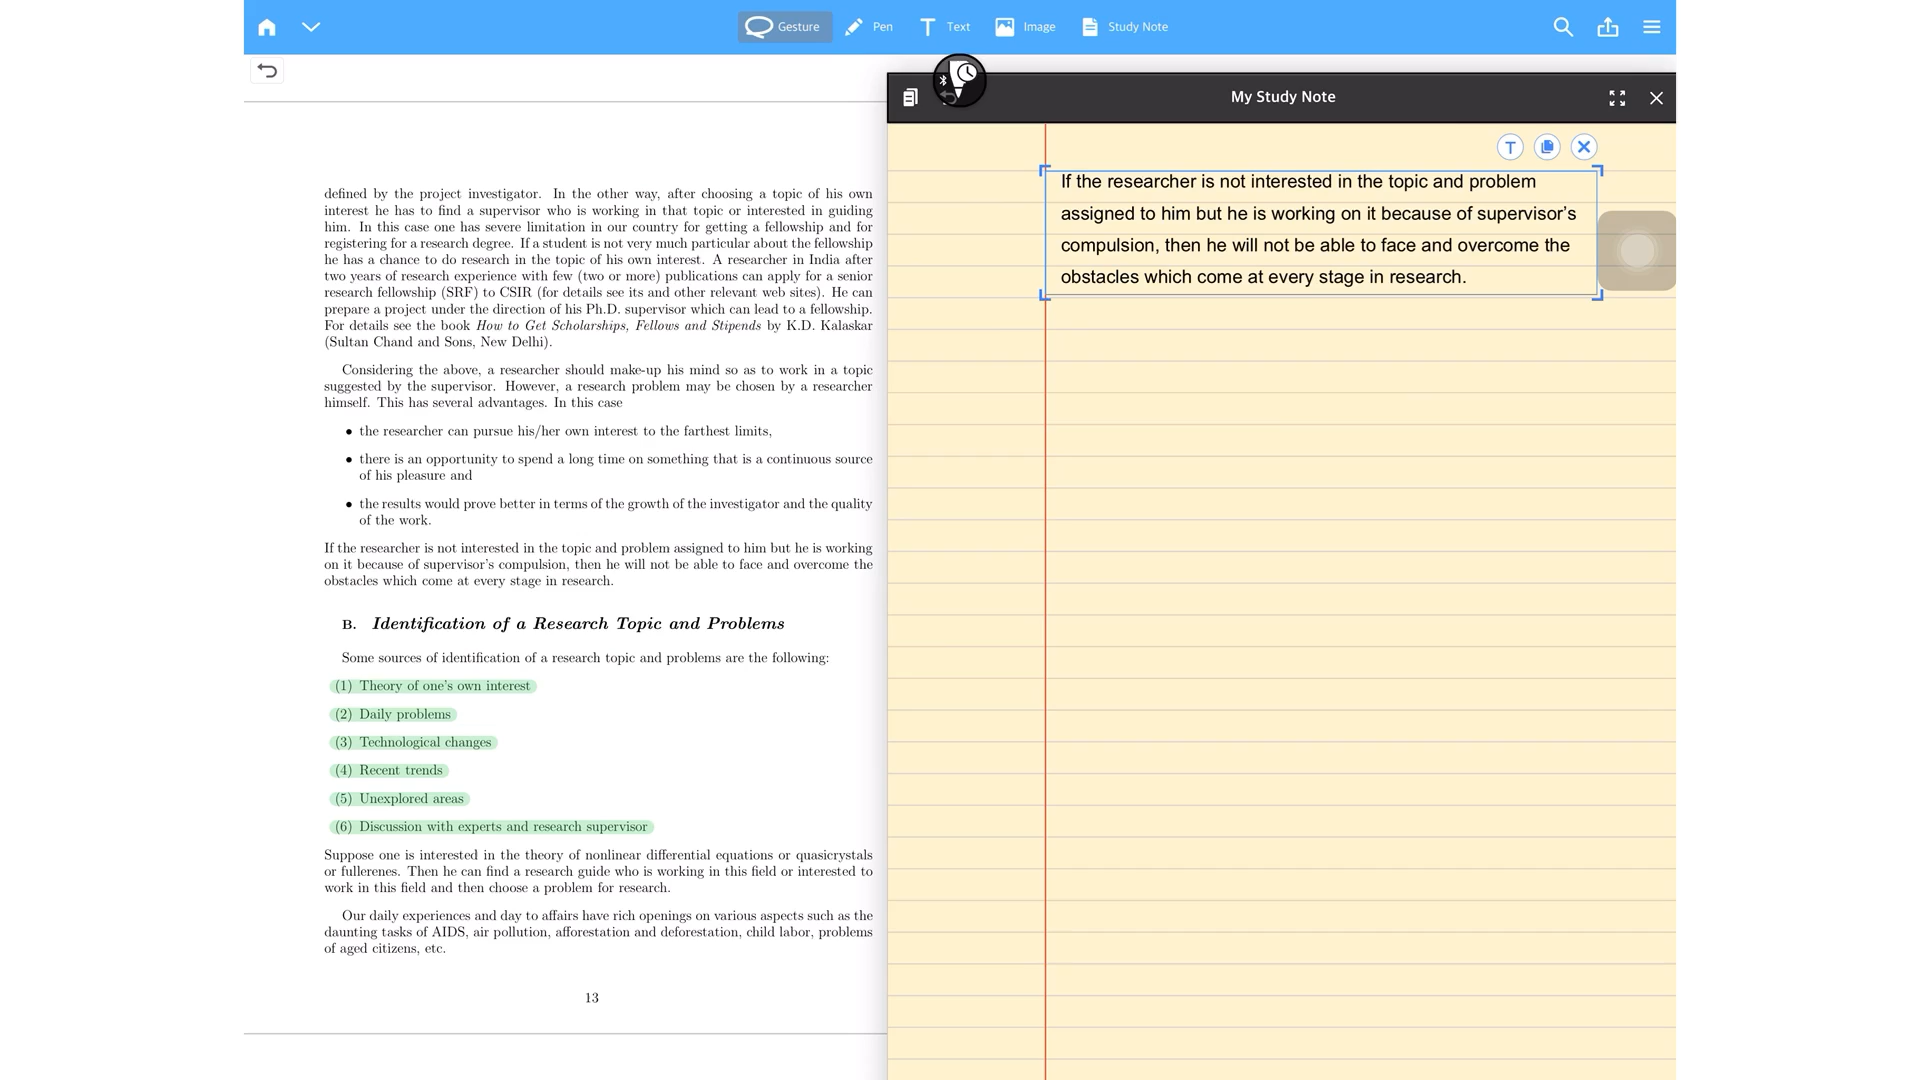 Gesture
Pen
Text
Image
Study Note
defined by the project investigator. In the other way, after choosing a topic of his own
interest he has to find a supervisor who is working in that topic or interested in guiding
him. In this case one has severe limitation in our country for getting a fellowship and for
registering for a research degree. If a student is not very much particular about the fellowship
he has a chance to do research in the topic of his own interest. A researcher in India after
two years of research experience with few (two or more) publications can apply for a senior
research fellowship (SRF) to CSIR (for details see its and other relevant web sites). He can
prepare a project under the direction of his Ph.D. supervisor which can lead to a fellowship.
For details see the book How to Get Scholarships, Fellows and Stipends by K.D. Kalaskar
(Sultan Chand and Sons, New Delhi).
Considering the above, a researcher should make-up his mind so as to work in a topic
suggested by the supervisor. However, a research problem may be chosen by a researcher
himself. This has several advantages. In this case
• the researcher can pursue his/her own interest to the farthest limits,
• there is an opportunity to spend a long time on something that is a continuous source
of his pleasure and
• the results would prove better in terms of the growth of the investigator and the quality
of the work.
If the researcher is not interested in the topic and problem assigned to him but he is working
on it because of supervisor's compulsion, then he will not be able to face and overcome the
obstacles which come at every stage in research.
B. Identification of a Research Topic and Problems
Some sources of identification of a research topic and problems are the following:
(1) Theory of one's own interest
(2) Daily problems
(3) Technological changes
(4) Recent trends
(5) Unexplored areas
(6) Discussion with experts and research supervisor
Suppose one is interested in the theory of nonlinear differential equations or quasicrystals
or fullerenes. Then he can find a research guide who is working in this field or interested to
work in this field and then choose a problem for research.
Our daily experiences and day to affairs have rich openings on various aspects such as the
daunting tasks of AIDS, air pollution, afforestation and deforestation, child labor, problems
of aged citizens, etc.
13
My Study Note
T
If the researcher is not interested in the topic and problem
assigned to him but he is working on it because of supervisor's
compulsion, then he will not be able to face and overcome the
obstacles which come at every stage in research.